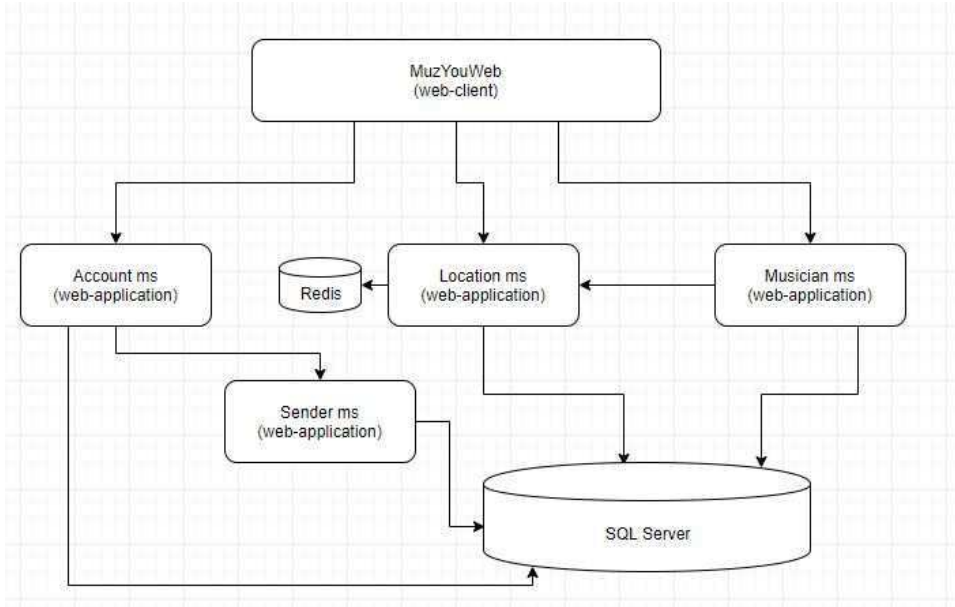 MuzYouWeb
(web-client)
Account ms
(web-application)
Redis
Location ms
(web-application)
Musician ms
(web-application)
Sender ms
(web-application)
SQL Server